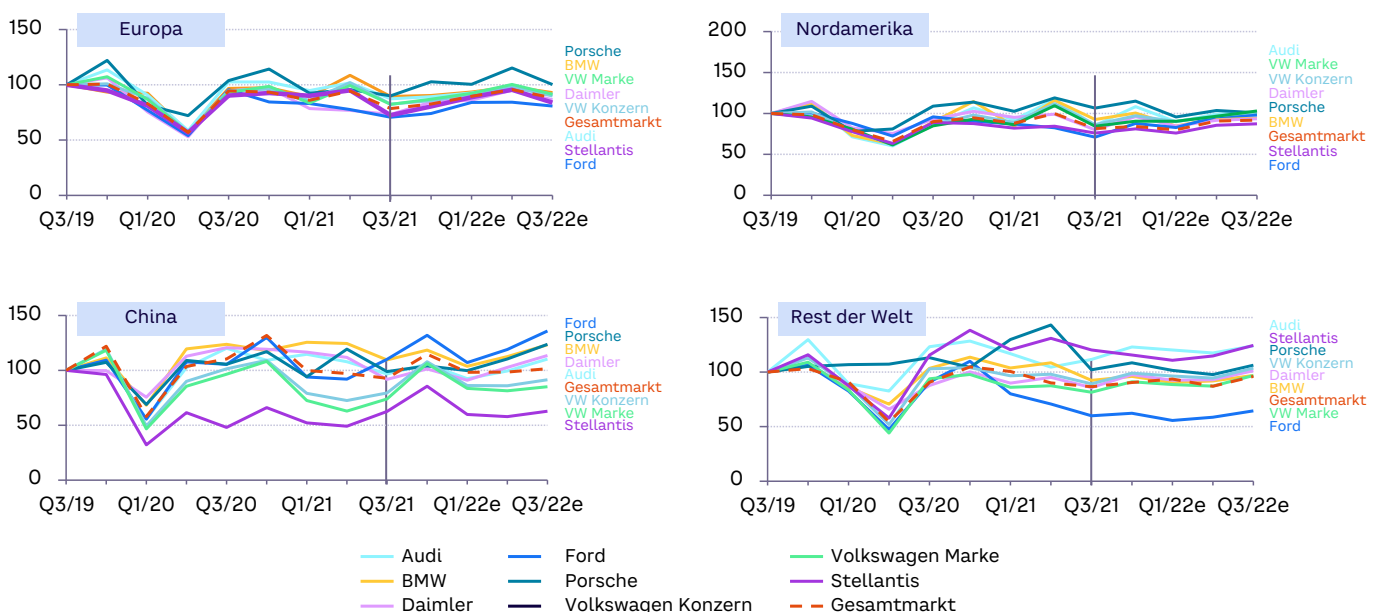 Europa
150
100
50
0
Q3/19 Q1/20 Q3/20 Q1/21 Q3/21 Q1/22e Q3/22e
Porsche
BMW
VW Marke
Daimler
VW Konzern
Gesamtmarkt
Audi
Stellantis
Ford
Nordamerika
200
150
100
50
0
Q3/19 Q1/20 Q3/20 Q1/21 Q3/21 Q1/22e Q3/22e
Audi
VW Marke
VW Konzern
Daimler
Porsche
BMW
Gesamtmarkt
Stellantis
Ford
China
150
100
50
0
Q3/19 Q1/20 Q3/20 Q1/21 Q3/21 Q1/22e Q3/22e
Ford
Porsche
BMW
Daimler
Audi
Gesamtmarkt
VW Konzern
VW Marke
Stellantis
Rest der Welt
150
100
50
0
Q3/19 Q1/20 Q3/20 Q1/21 Q3/21 Q1/22e Q3/22e
Audi
Stellantis
Porsche
VW Konzern
Daimler
BMW
Gesamtmarkt
VW Marke
Ford
Audi Ford Volkswagen Marke
BMW Porsche Stellantis
Daimler Volkswagen Konzern Gesamtmarkt